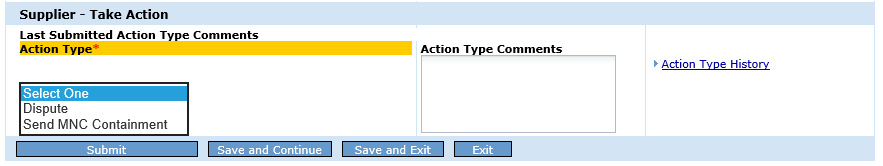 Supplier - Take Action
Last Submitted Action Type Comments
Action Type*
Action Type Comments
Action Type History
Select One
Dispute
Send MNC Containment
Submit
Save and Continue
Save and Exit
Exit